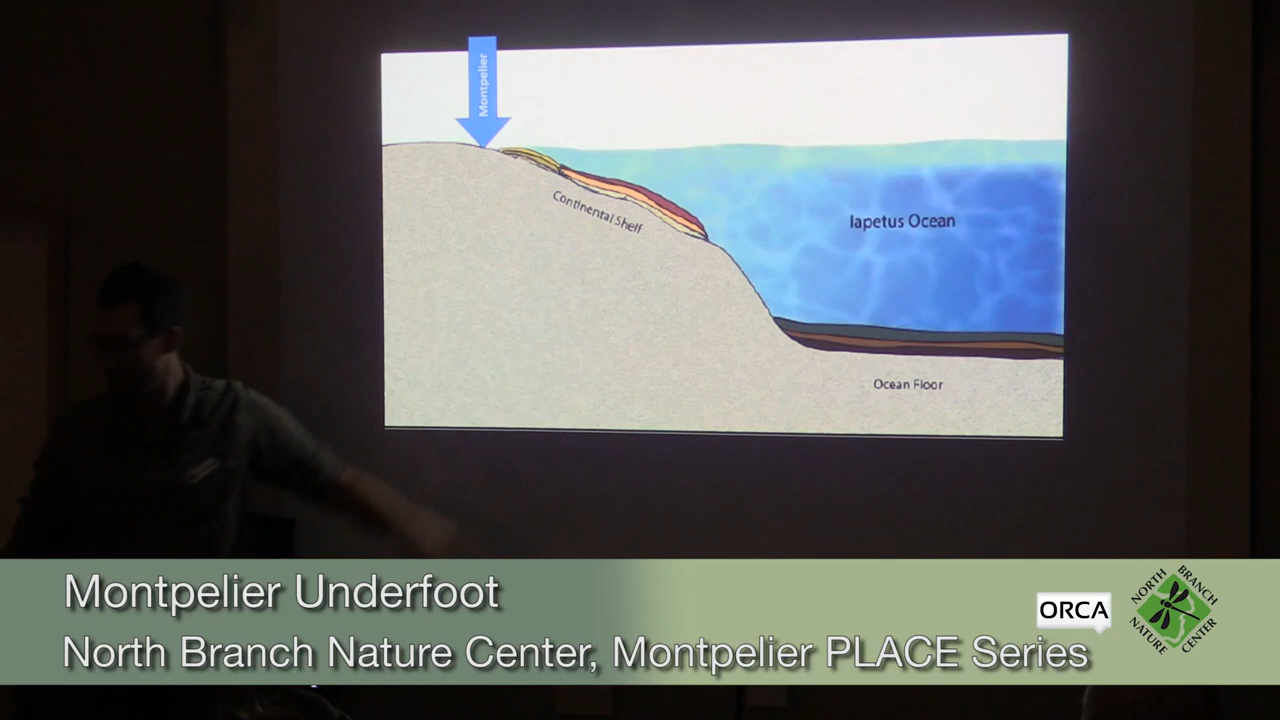 Montpelier
Continental Shelf
Iapetus Ocean
Ocean Floor
Montpelier Underfoot
North Branch Nature Center, Montpelier PLACE Series
ORCA
NORTH BRANCH
NATURE CENTER